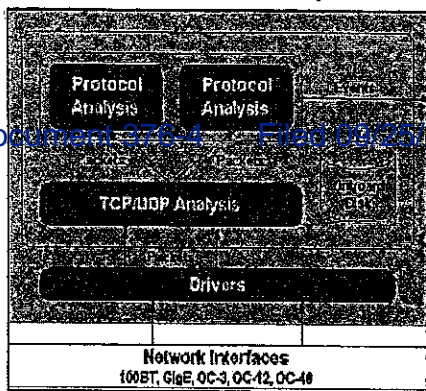 Protocol Analysis
Protocol Analysis
Document 376-4 Filed 09/25/
TCP/UDP Analysis
Drivers
Network Interfaces
100BT, GigE, OC-3, OC-12, OC-48